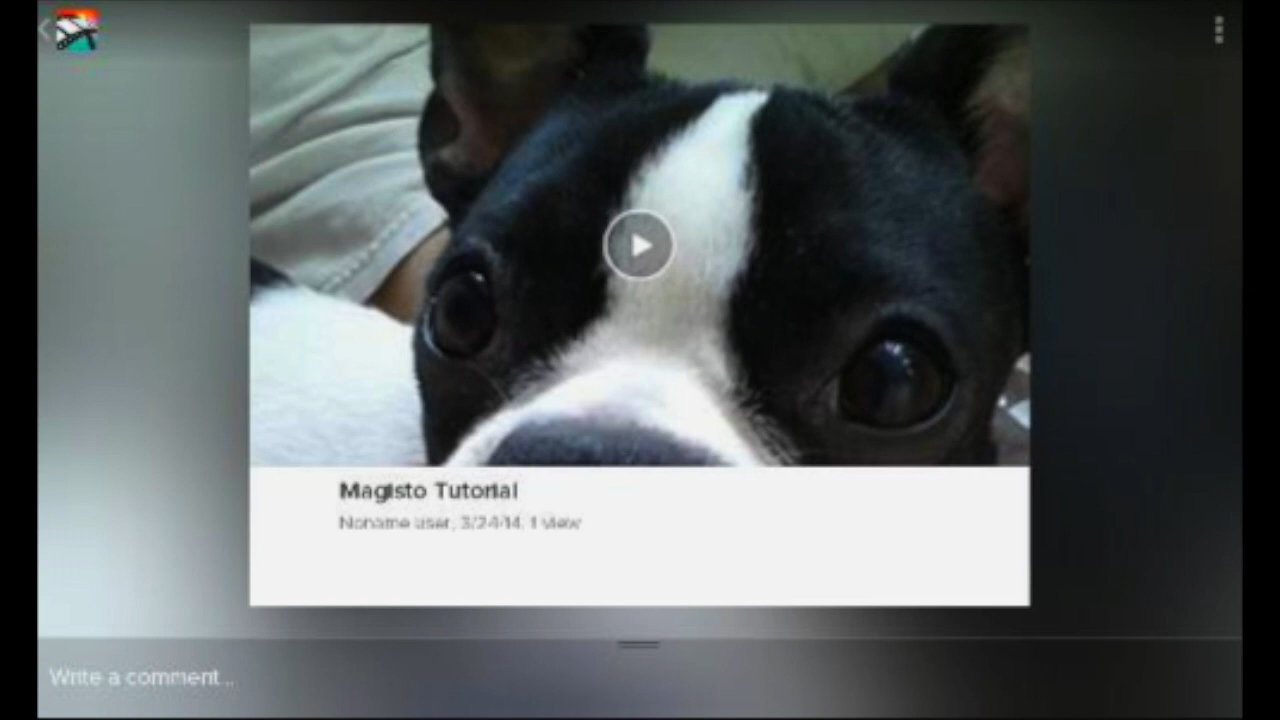 Magisto Tutorial
Noname user, 3/24/14, 1 view
Write a comment...